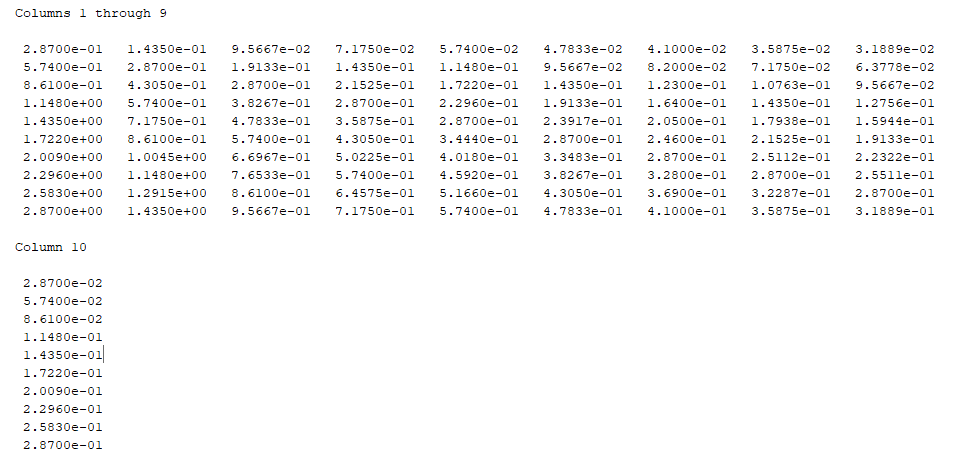 Columns 1 through 9
2.8700e-01 1.4350e-01 9.5667e-02 7.1750e-02 5.7400e-02 4.7833e-02 4.1000e-02 3.5875e-02 3.1889e-02
5.7400e-01 2.8700e-01 1.9133e-01 1.4350e-01 1.1480e-01 9.5667e-02 8.2000e-02 7.1750e-02 6.3778e-02
8.6100e-01 4.3050e-01 2.8700e-01 2.1525e-01 1.7220e-01 1.4350e-01 1.2300e-01 1.0763e-01 9.5667e-02
1.1480e+00 5.7400e-01 3.8267e-01 2.8700e-01 2.2960e-01 1.9133e-01 1.6400e-01 1.4350e-01 1.2756e-01
1.4350e+00 7.1750e-01 4.7833e-01 3.5875e-01 2.8700e-01 2.3917e-01 2.0500e-01 1.7938e-01 1.5944e-01
1.7220e+00 8.6100e-01 5.7400e-01 4.3050e-01 3.4440e-01 2.8700e-01 2.4600e-01 2.1525e-01 1.9133e-01
2.0090e+00 1.0045e+00 6.6967e-01 5.0225e-01 4.0180e-01 3.3483e-01 2.8700e-01 2.5112e-01 2.2322e-01
2.2960e+00 1.1480e+00 7.6533e-01 5.7400e-01 4.5920e-01 3.8267e-01 3.2800e-01 2.8700e-01 2.5511e-01
2.5830e+00 1.2915e+00 8.6100e-01 6.4575e-01 5.1660e-01 4.3050e-01 3.6900e-01 3.2287e-01 2.8700e-01
2.8700e+00 1.4350e+00 9.5667e-01 7.1750e-01 5.7400e-01 4.7833e-01 4.1000e-01 3.5875e-01 3.1889e-01
Column 10
2.8700e-02
5.7400e-02
8.6100e-02
1.1480e-01
1.4350e-01
1.7220e-01
2.0090e-01
2.2960e-01
2.5830e-01
2.8700e-01